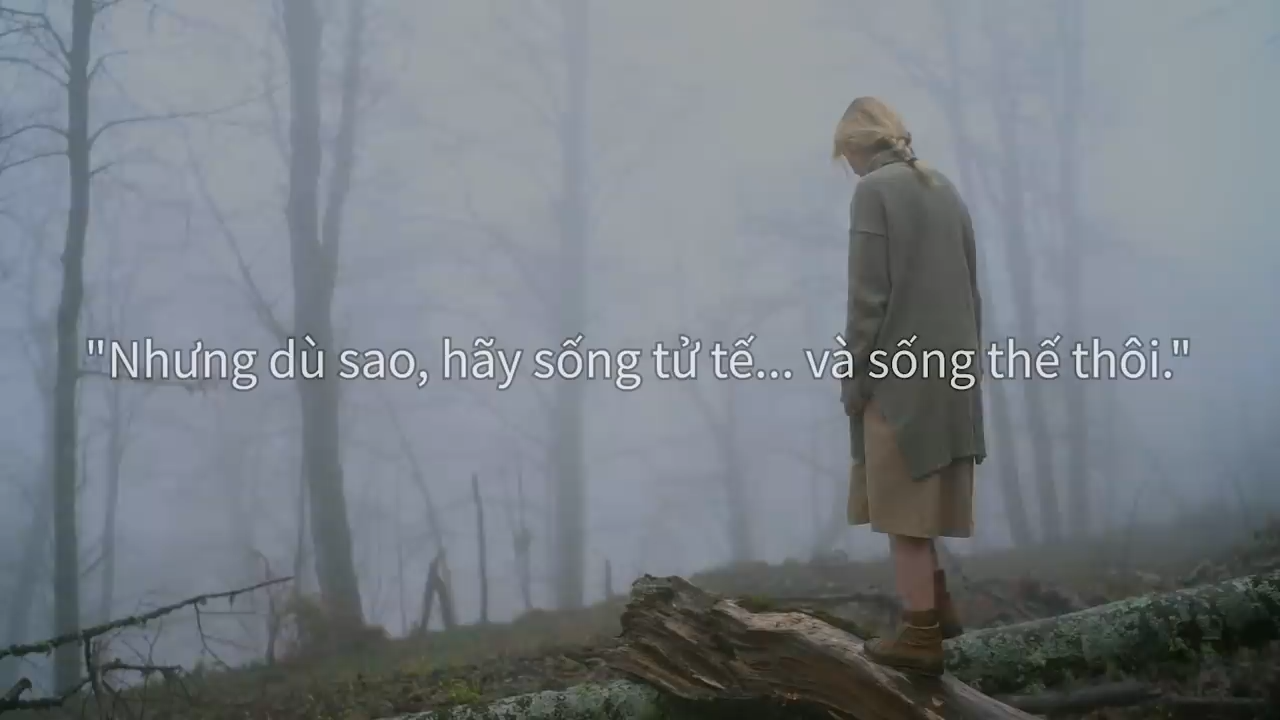 "Nhưng dù sao, hãy sống tử tế... và sống thế thôi."